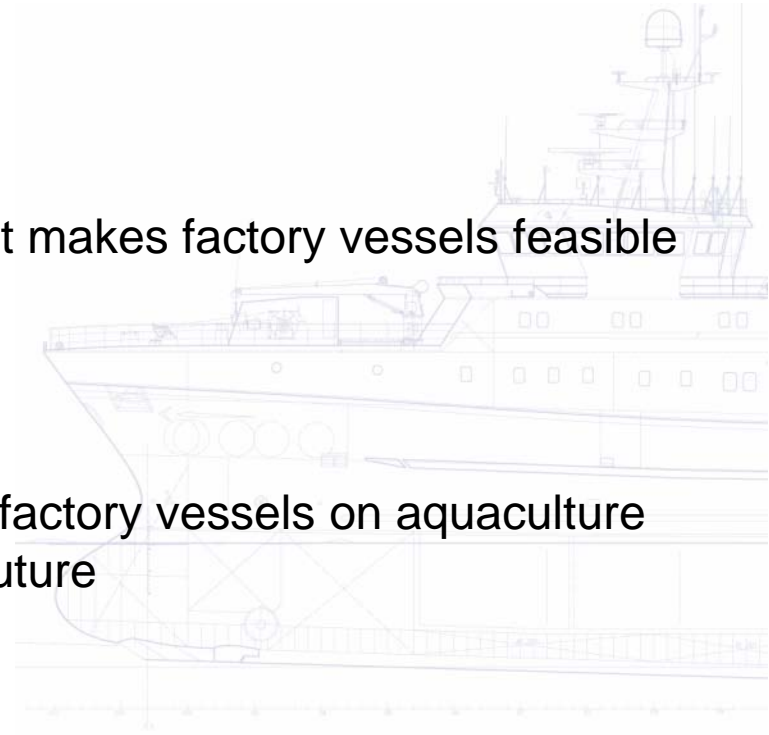 t makes factory vessels feasible
factory vessels on aquaculture
uture